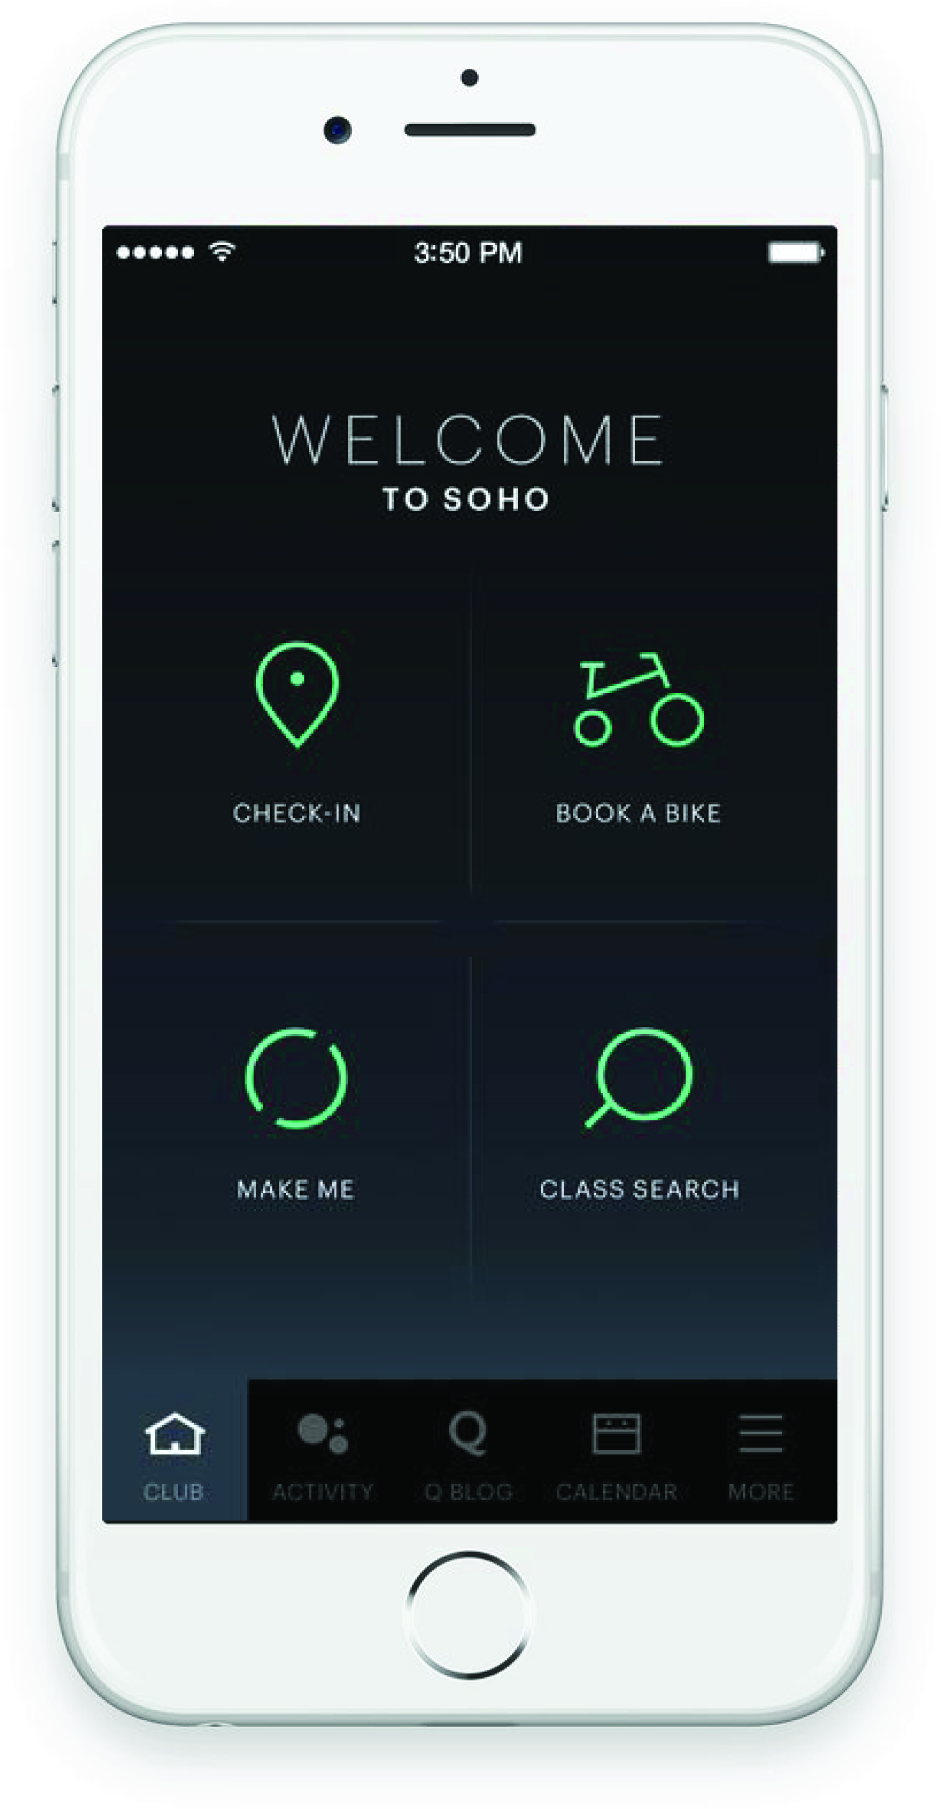 3:50 PM
WELCOME
TO SOHO
CHECK-IN
BOOK A BIKE
MAKE ME
CLASS SEARCH
Q
CLUB
ACTIVITY
Q BLOG
CALENDAR
MORE